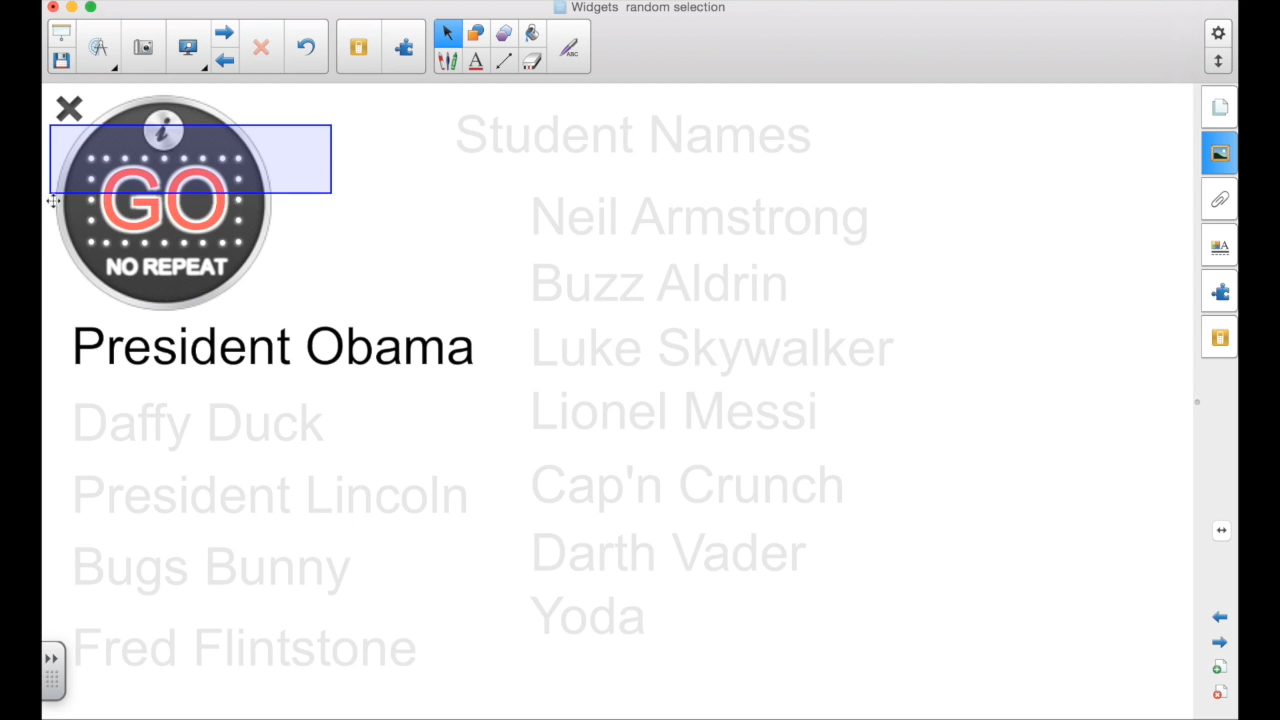 Widgets random selection
ABC
A
A
i
GO
NO REPEAT
President Obama
Daffy Duck
President Lincoln
Bugs Bunny
Fred Flintstone
Student Names
Neil Armstrong
Buzz Aldrin
Luke Skywalker
Lionel Messi
Cap'n Crunch
Darth Vader
Yoda